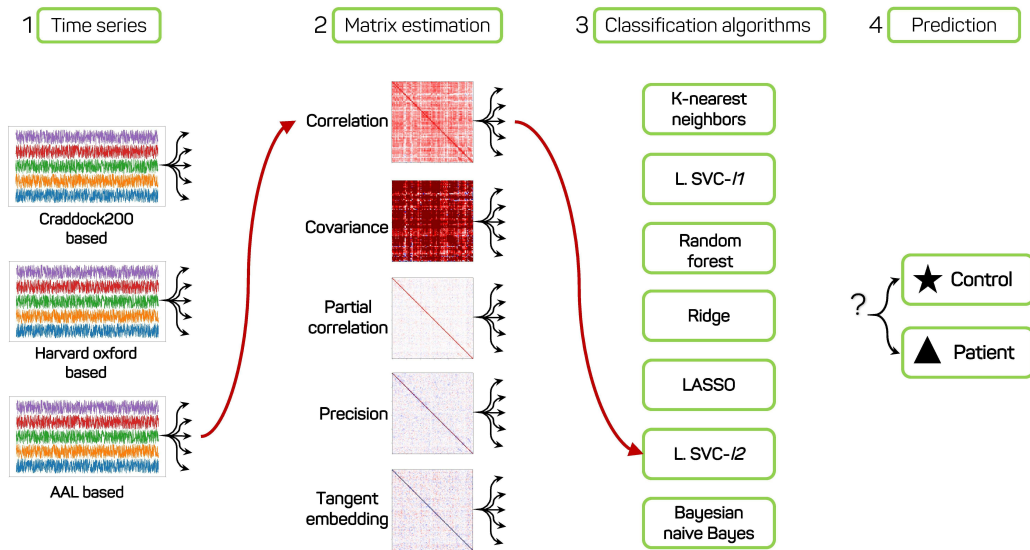 1 Time series
2 Matrix estimation
3 Classification algorithms
4 Prediction
Craddock200
based
Harvard oxford
based
AAL based
Correlation
Covariance
Partial
correlation
Precision
Tangent
embedding
K-nearest
neighbors
L. SVC-l1
Random
forest
Ridge
LASSO
L. SVC-l2
Bayesian
naive Bayes
?
Control
Patient